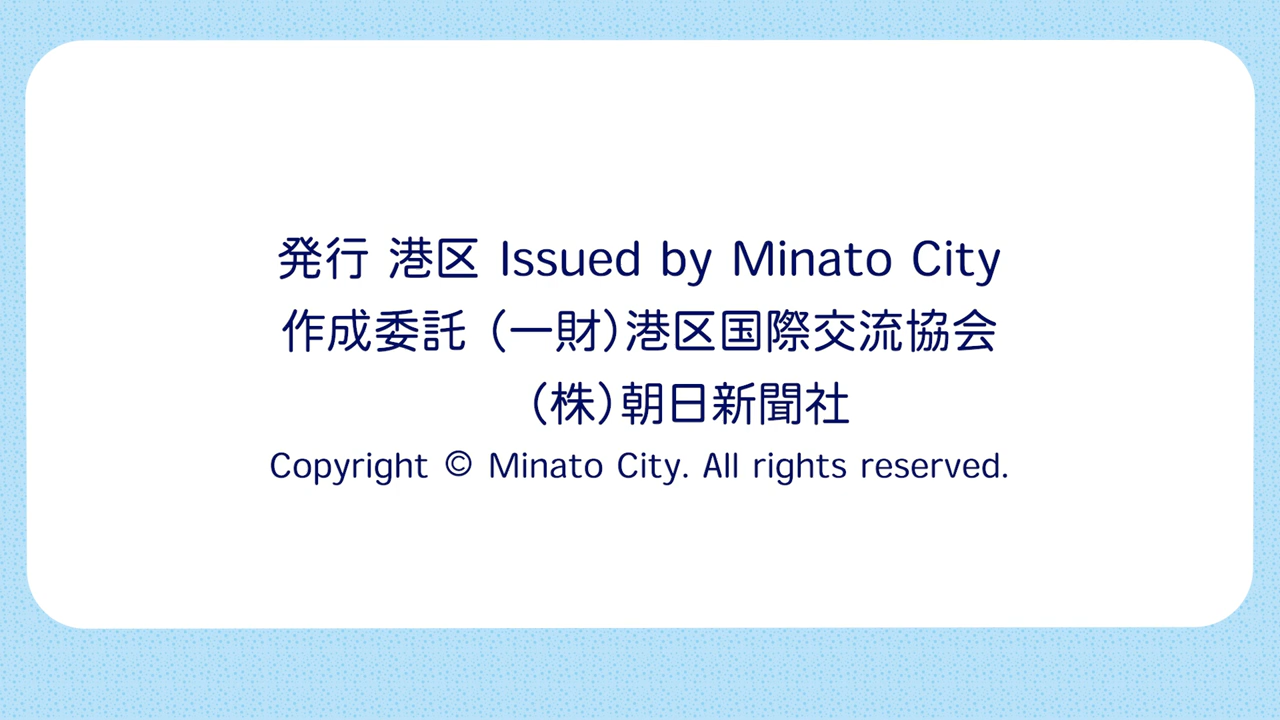 発行 港区 Issued by Minato City
作成委託 (一財)港区国際交流協会
(株)朝日新聞社
Copyright © Minato City. All rights reserved.